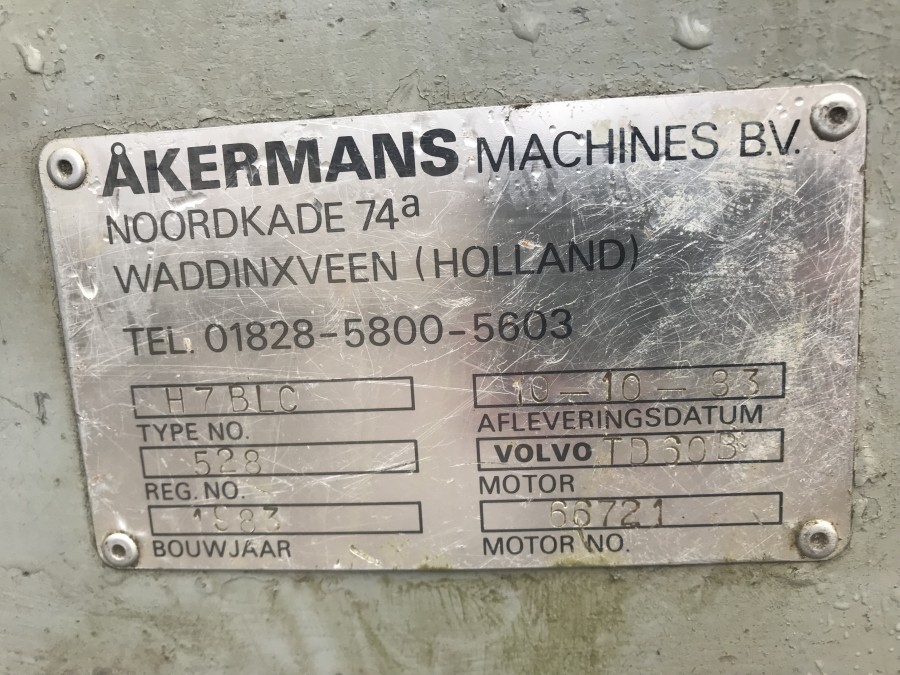 ÅKERMANS MACHINES B.V.
NOORDKADE 74a
WADDINXVEEN (HOLLAND)
TEL. 01828-5800-5603
H7BLC
TYPE NO.
528
REG. NO.
1983
BOUWJAAR
10-10-83
AFLEVERINGSDATUM
VOLVO TD60B
MOTOR
66721
MOTOR NO.